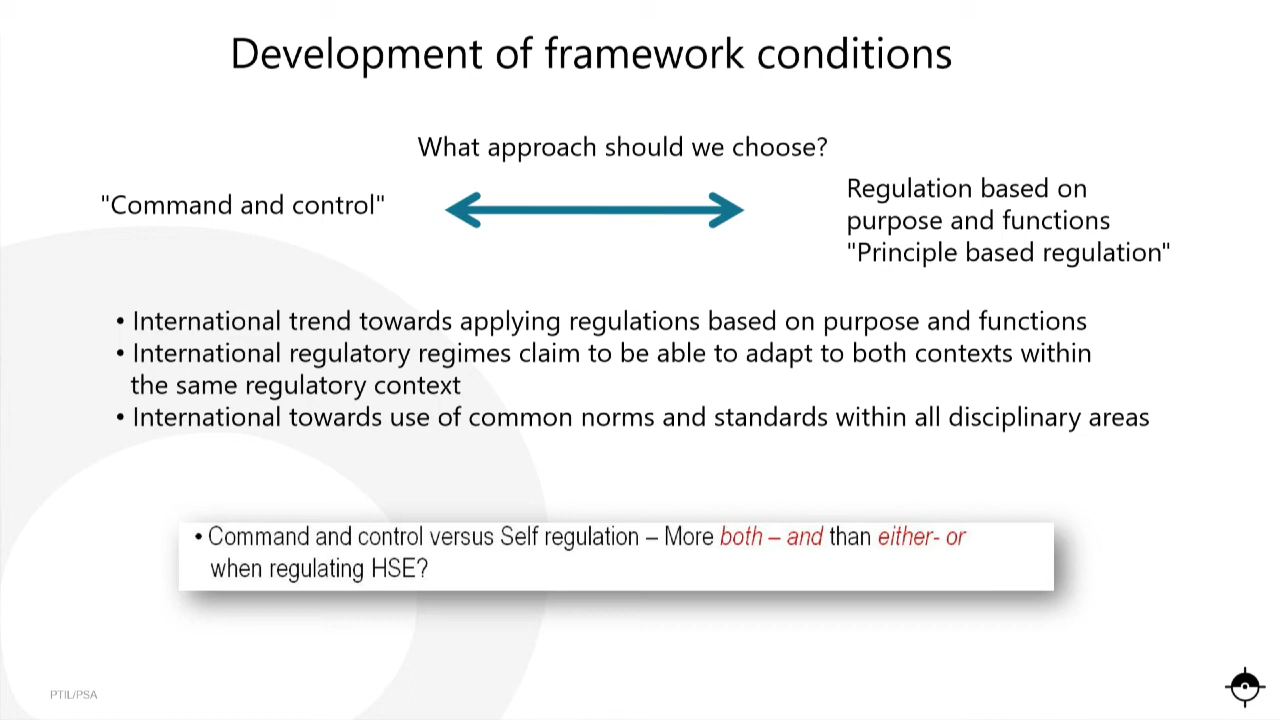 Development of framework conditions
What approach should we choose?
"Command and control"
Regulation based on
purpose and functions
"Principle based regulation"
• International trend towards applying regulations based on purpose and functions
• International regulatory regimes claim to be able to adapt to both contexts within
the same regulatory context
• International towards use of common norms and standards within all disciplinary areas
• Command and control versus Self regulation – More both – and than either- or
when regulating HSE?
PTIL/PSA